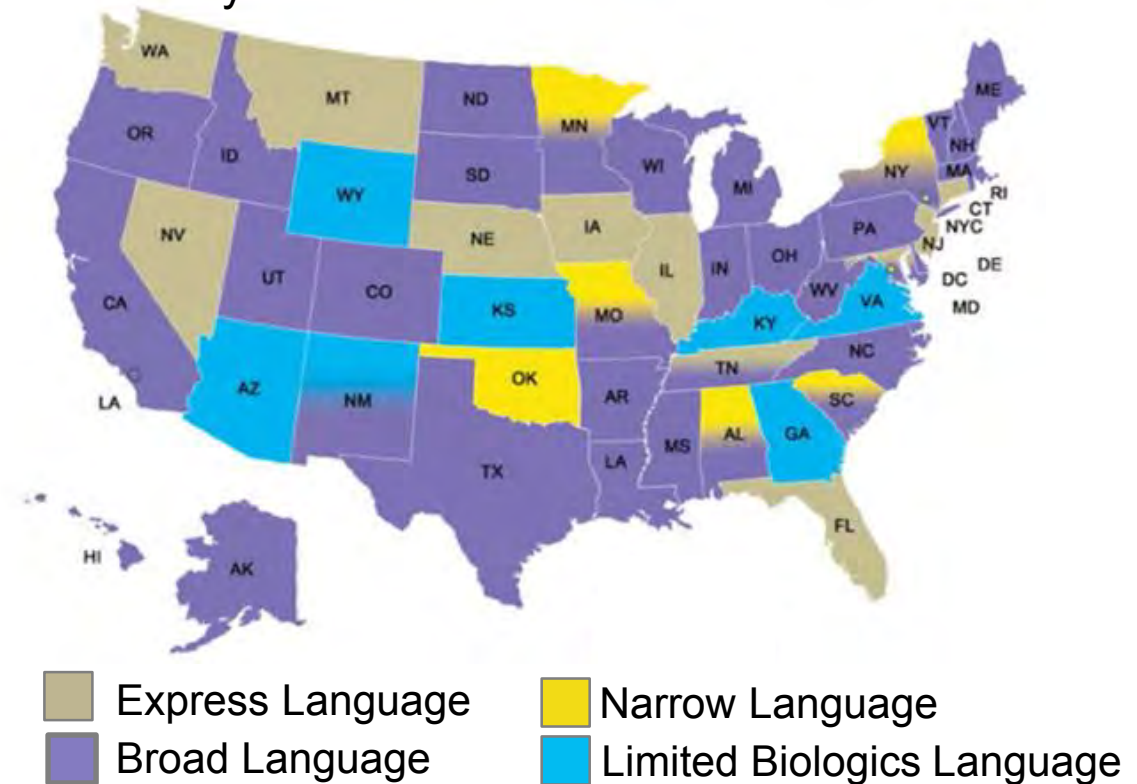 WA
MT
ND
MN
ME
OR
ID
SD
WI
MI
VT
NH
NY
MA
RI
CT
NYC
WY
NV
NE
IA
PA
NJ
UT
CO
IL
IN
OH
WV
DE
DC
MD
CA
KS
MO
KY
VA
LA
AZ
NM
OK
AR
TN
NC
SC
MS
AL
GA
LA
TX
FL
HI
AK
Express Language
Narrow Language
Broad Language
Limited Biologics Language